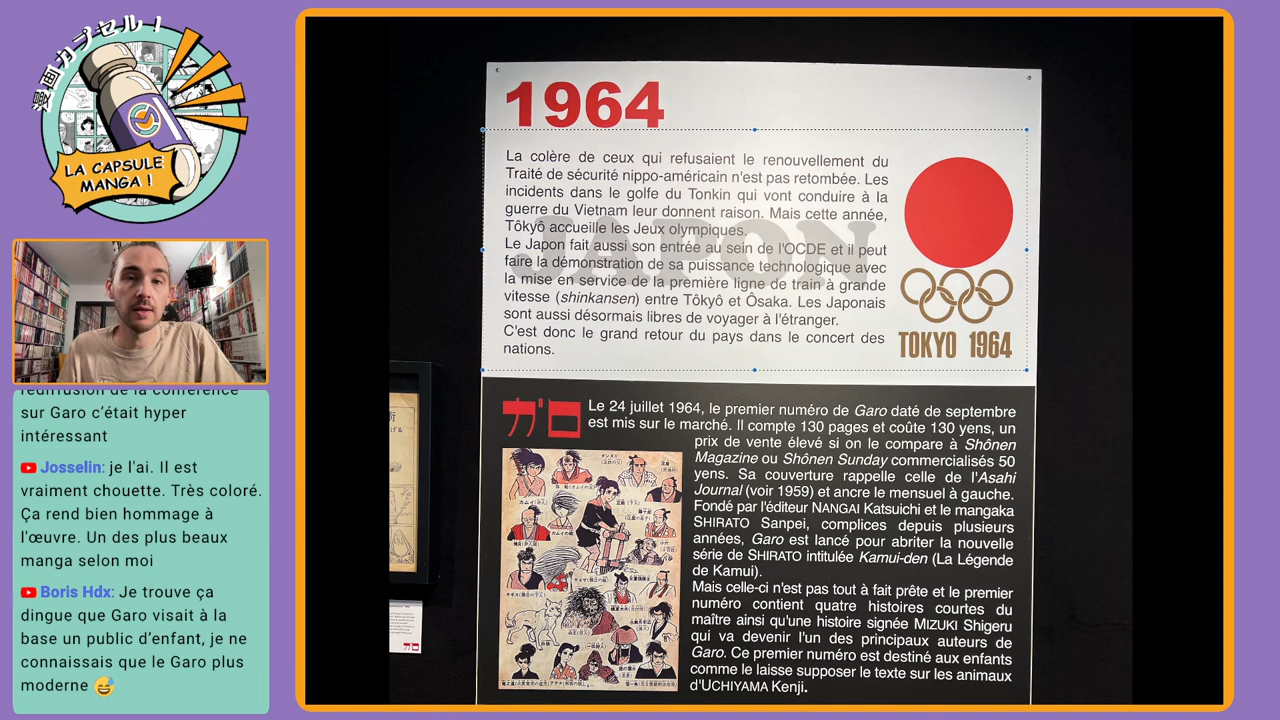 漫画カプセル！
LA CAPSULE
MANGA !
rediffusion de la conférence
sur Garo c'était hyper
intéressant
Josselin: je l'ai. Il est
vraiment chouette. Très coloré.
Ça rend bien hommage à
l'œuvre. Un des plus beaux
manga selon moi
Boris Hdx: Je trouve ça
dingue que Garo visait à la
base un public d'enfant, je ne
connaissais que le Garo plus
moderne 😅
1964
JAPON
La colère de ceux qui refusaient le renouvellement du
Traité de sécurité nippo-américain n'est pas retombée. Les
incidents dans le golfe du Tonkin qui vont conduire à la
guerre du Vietnam leur donnent raison. Mais cette année,
Tôkyô accueille les Jeux olympiques.
Le Japon fait aussi son entrée au sein de l'OCDE et il peut
faire la démonstration de sa puissance technologique avec
la mise en service de la première ligne de train à grande
vitesse (shinkansen) entre Tôkyô et Ôsaka. Les Japonais
sont aussi désormais libres de voyager à l'étranger.
C'est donc le grand retour du pays dans le concert des
nations.
TOKYO 1964
ガロ
Le 24 juillet 1964, le premier numéro de Garo daté de septembre
est mis sur le marché. Il compte 130 pages et coûte 130 yens, un
prix de vente élevé si on le compare à Shônen
Magazine ou Shônen Sunday commercialisés 50
yens. Sa couverture rappelle celle de l'Asahi
Journal (voir 1959) et ancre le mensuel à gauche.
Fondé par l'éditeur NANGAI Katsuichi et le mangaka
SHIRATO Sanpei, complices depuis plusieurs
années, Garo est lancé pour abriter la nouvelle
série de SHIRATO intitulée Kamui-den (La Légende
de Kamui).
Mais celle-ci n'est pas tout à fait prête et le premier
numéro contient quatre histoires courtes du
maître ainsi qu'une histoire signée MIZUKI Shigeru
qui va devenir l'un des principaux auteurs de
Garo. Ce premier numéro est destiné aux enfants
comme le laisse supposer le texte sur les animaux
d'UCHIYAMA Kenji.
ガロ